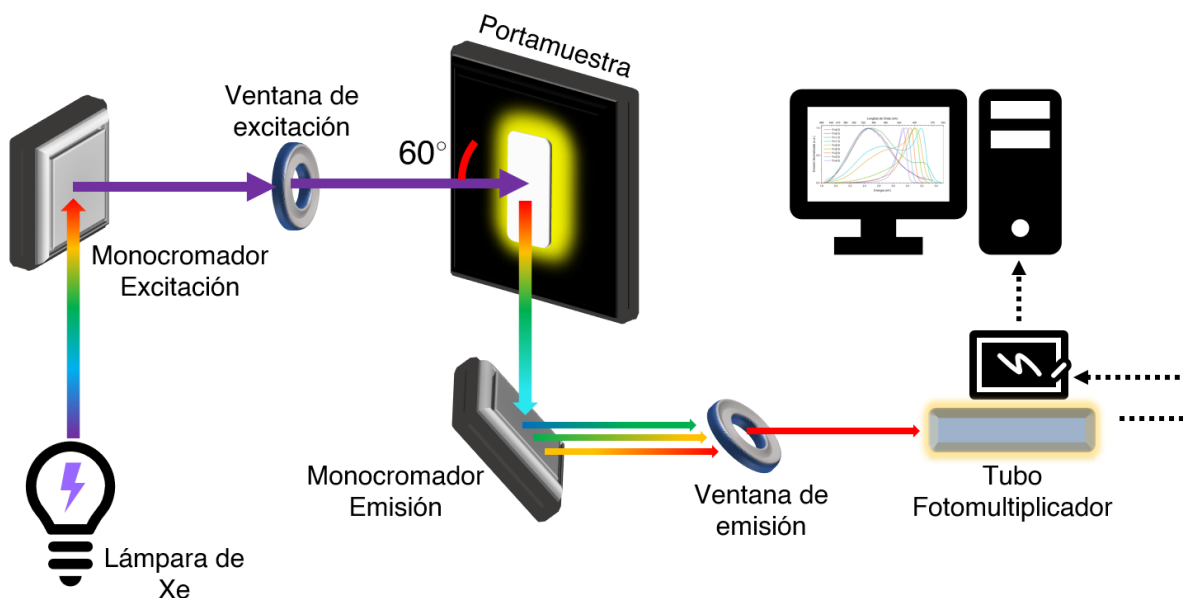 Portamuestra
Ventana de
excitación
60°
Monocromador
Excitación
Monocromador
Emisión
Ventana de
emisión
Tubo
Fotomultiplicador
Lámpara de
Xe